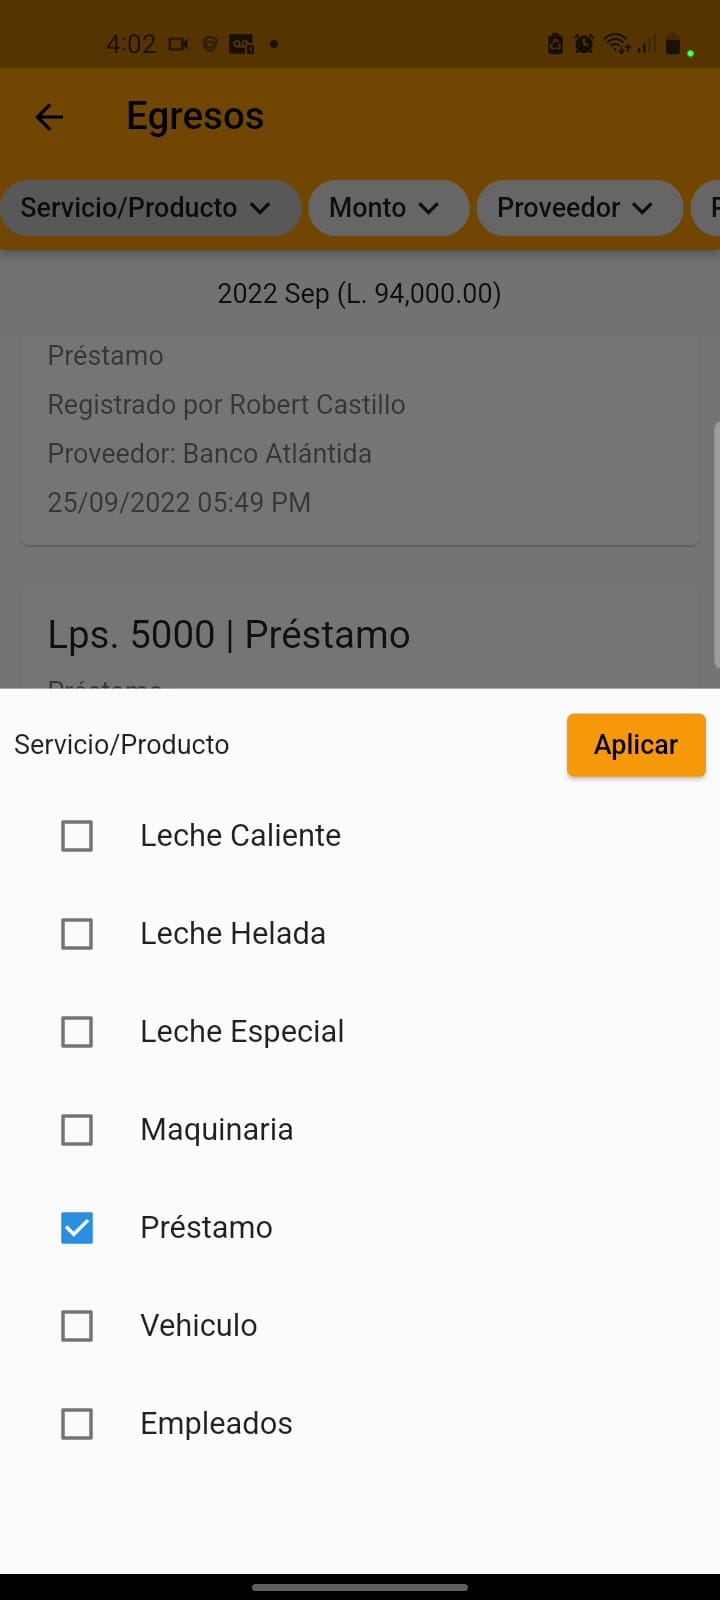 4:02
Egresos
Servicio/Producto
Monto
Proveedor
2022 Sep (L. 94,000.00)
Préstamo
Registrado por Robert Castillo
Proveedor: Banco Atlántida
25/09/2022 05:49 PM
Lps. 5000 | Préstamo
Préstamo
Servicio/Producto
Aplicar
Leche Caliente
Leche Helada
Leche Especial
Maquinaria
Préstamo
Vehiculo
Empleados